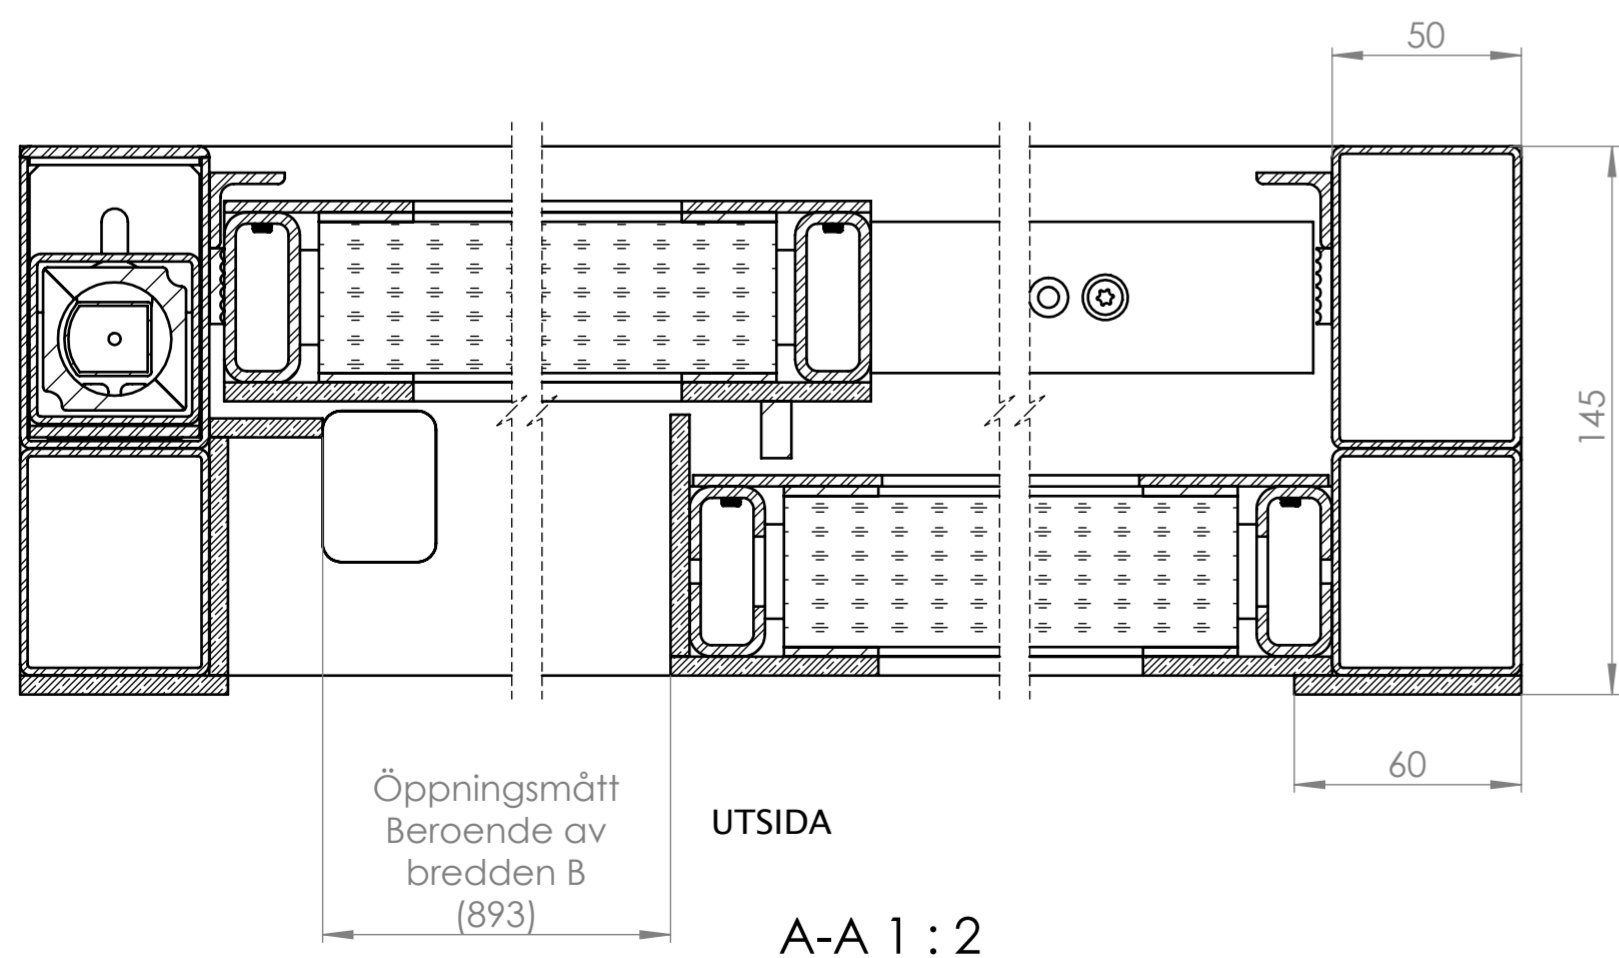 50
145
60
Öppningsmått
Beroende av
bredden B
(893)
UTSIDA
A-A 1 : 2